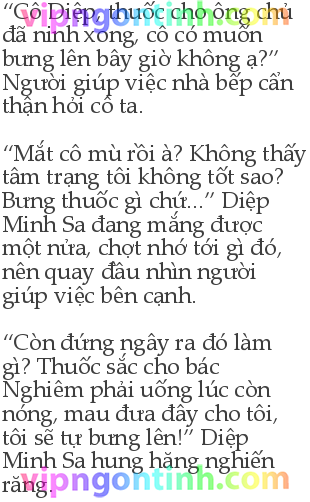 “Cô Diệp, thuốc cho ông chủ
đã ninh xong, cô có muốn
bưng lên bây giờ không ạ?”
Người giúp việc nhà bếp cẩn
thận hỏi cô ta.
“Mắt cô mù rồi à? Không thấy
tâm trạng tôi không tốt sao?
Bưng thuốc gì chứ...” Diệp
Minh Sa đang mắng được
một nửa, chợt nhớ tới gì đó,
nên quay đầu nhìn người
giúp việc bên cạnh.
“Còn đứng ngây ra đó làm
gì? Thuốc sắc cho bác
Nghiêm phải uống lúc còn
nóng, mau đưa đây cho tôi,
tôi sẽ tự bưng lên!” Diệp
Minh Sa hung hăng nghiến
răng.
vipngontinh.com
vipngontinh.com
vipngontinh.com